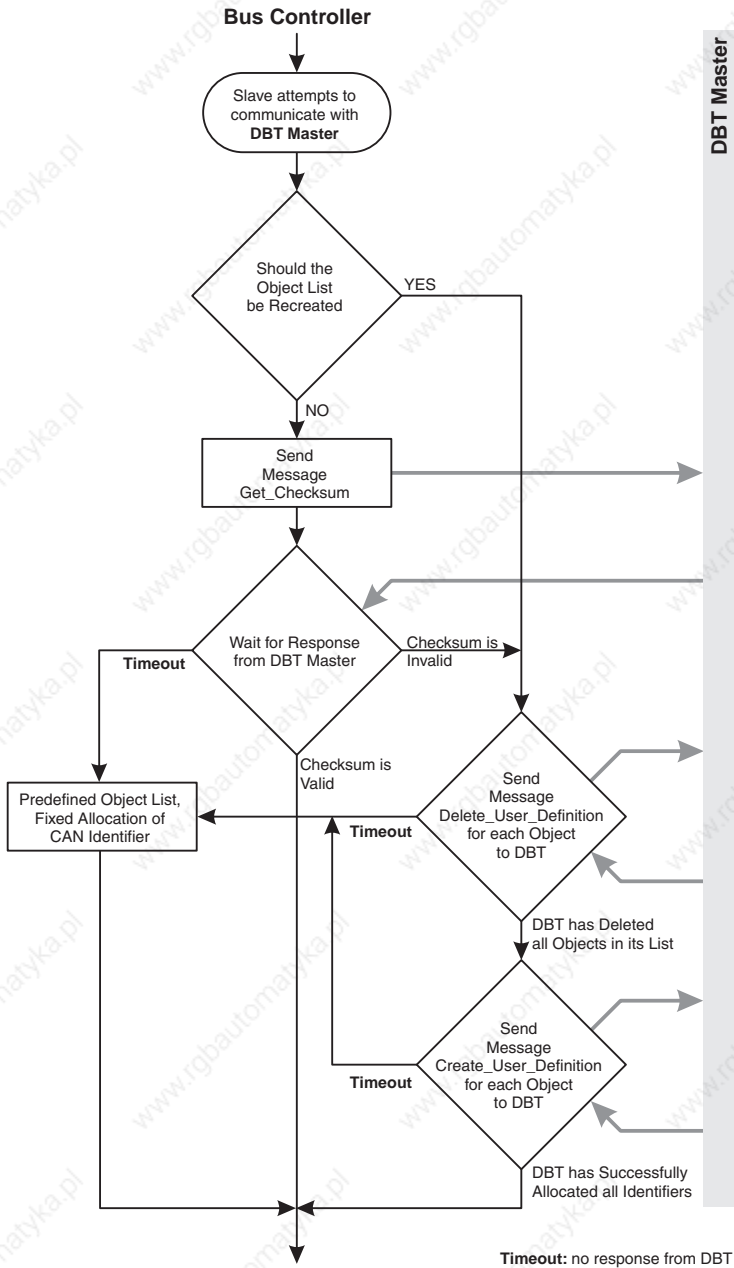 Bus Controller
DBT Master
Slave attempts to
communicate with
DBT Master
Should the
Object List
be Recreated
YES
NO
Send
Message
Get_Checksum
Wait for Response
from DBT Master
Timeout
Checksum is
Invalid
Checksum is
Valid
Predefined Object List,
Fixed Allocation of
CAN Identifier
Send
Message
Delete_User_Definition
for each Object
to DBT
Timeout
DBT has Deleted
all Objects in its List
Send
Message
Create_User_Definition
for each Object
to DBT
Timeout
DBT has Successfully
Allocated all Identifiers
Timeout: no response from DBT
www.rgbautomatyka.pl